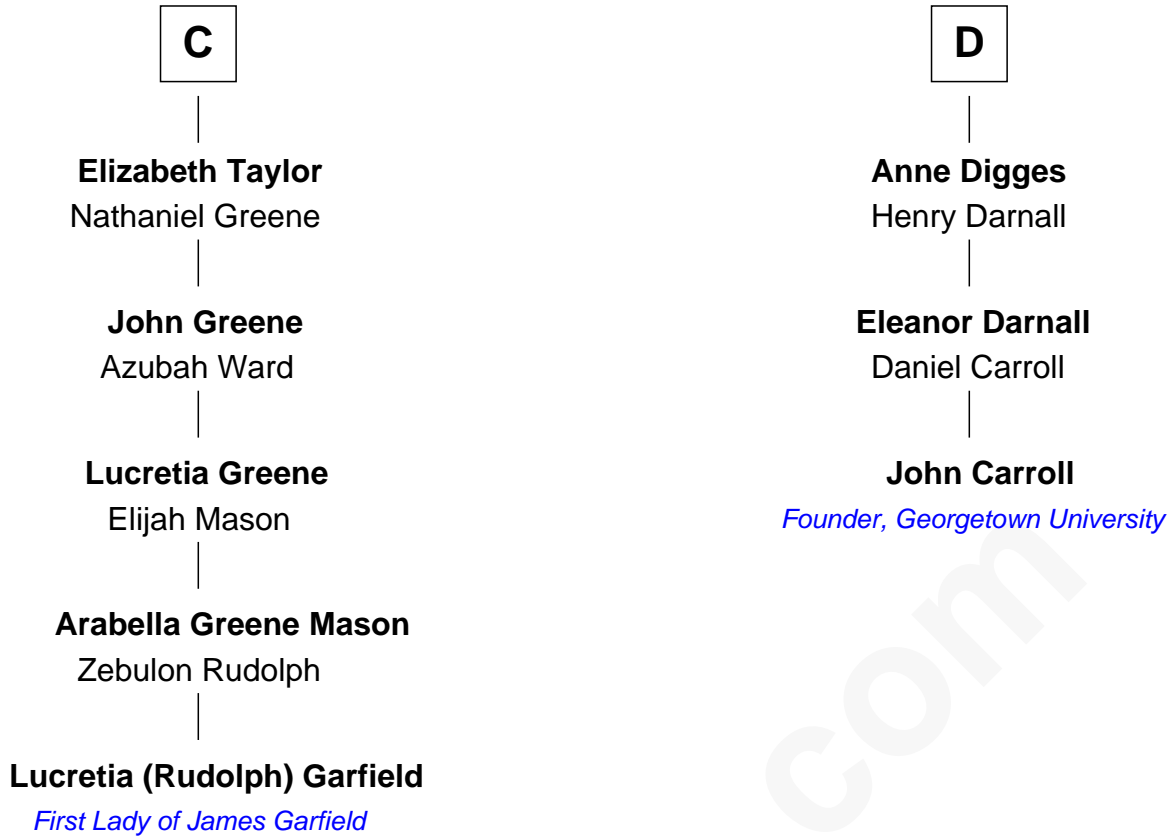 C
Elizabeth Taylor
Nathaniel Greene
John Greene
Azubah Ward
Lucretia Greene
Elijah Mason
Arabella Greene Mason
Zebulon Rudolph
Lucretia (Rudolph) Garfield
First Lady of James Garfield
D
Anne Digges
Henry Darnall
Eleanor Darnall
Daniel Carroll
John Carroll
Founder, Georgetown University
com